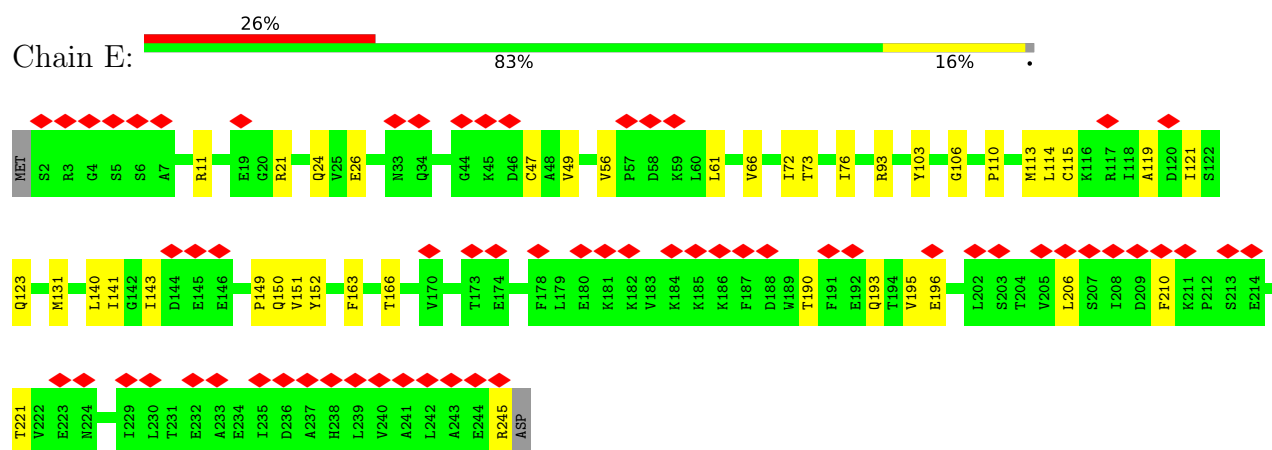 26%
Chain E:
83% 16% •
MET S2 R3 G4 S5 S6 A7 R11 E19 G20 R21 Q24 V25 E26 N33 Q34 G44 K45 D46 C47 A48 V49 V56 P57 D58 K59 L60 L61 V66 I72 T73 I76 R93 Y103 G106 P110 M113 L114 C115 K116 R117 I118 A119 D120 I121 S122
Q123 M131 L140 I141 G142 I143 D144 E145 E146 P149 Q150 V151 Y152 F163 T166 V170 T173 E174 F178 L179 E180 K181 K182 V183 K184 K185 K186 F187 D188 W189 T190 F191 E192 Q193 T194 V195 E196 L202 S203 T204 V205 L206 S207 I208 D209 F210 K211 P212 S213 E214
T221 V222 E223 N224 I229 L230 T231 E232 A233 E234 I235 D236 A237 H238 L239 V240 A241 L242 A243 E244 R245 ASP